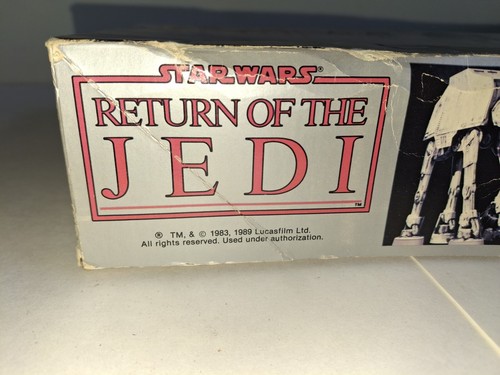 STAR WARS®
RETURN OF THE
JEDI
TM
® TM, & © 1983, 1989 Lucasfilm Ltd.
All rights reserved. Used under authorization.